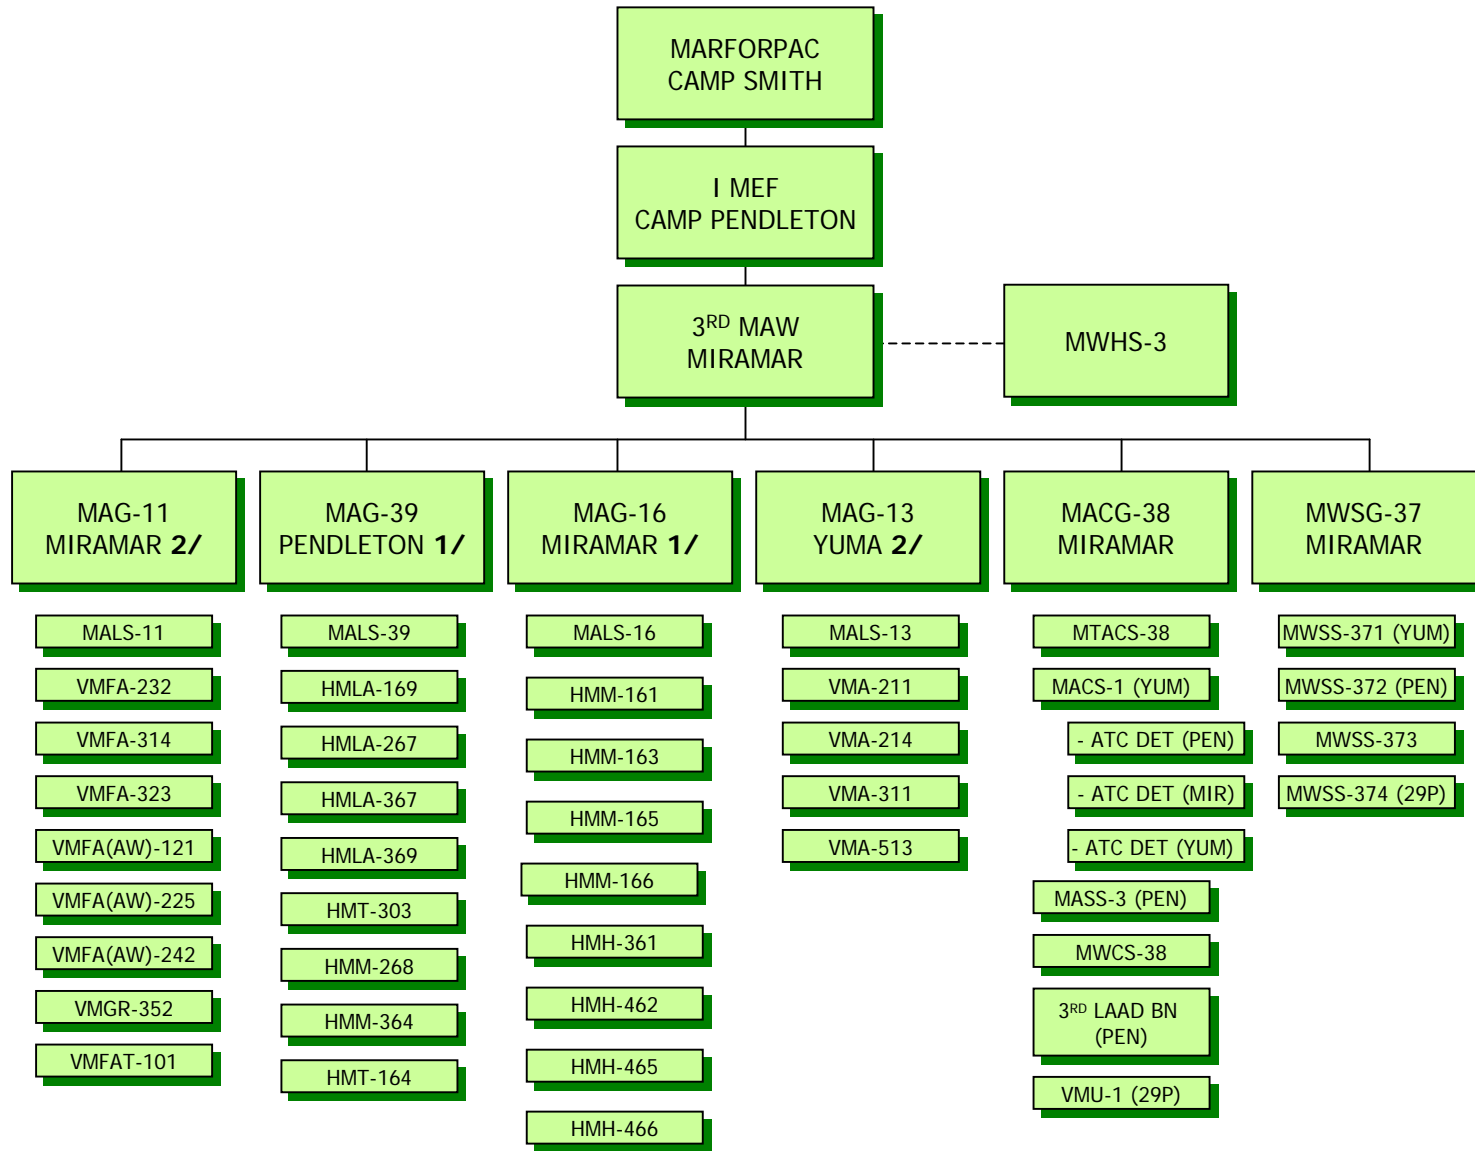 MARFORPAC
CAMP SMITH
I MEF
CAMP PENDLETON
3RD MAW
MIRAMAR
MWHS-3
MAG-11
MIRAMAR 2/
MALS-11
VMFA-232
VMFA-314
VMFA-323
VMFA(AW)-121
VMFA(AW)-225
VMFA(AW)-242
VMGR-352
VMFAT-101
MAG-39
PENDLETON 1/
MALS-39
HMLA-169
HMLA-267
HMLA-367
HMLA-369
HMT-303
HMM-268
HMM-364
HMT-164
MAG-16
MIRAMAR 1/
MALS-16
HMM-161
HMM-163
HMM-165
HMM-166
HMH-361
HMH-462
HMH-465
HMH-466
MAG-13
YUMA 2/
MALS-13
VMA-211
VMA-214
VMA-311
VMA-513
MACG-38
MIRAMAR
MTACS-38
MACS-1 (YUM)
- ATC DET (PEN)
- ATC DET (MIR)
- ATC DET (YUM)
MASS-3 (PEN)
MWCS-38
3RD LAAD BN
(PEN)
VMU-1 (29P)
MWSG-37
MIRAMAR
MWSS-371 (YUM)
MWSS-372 (PEN)
MWSS-373
MWSS-374 (29P)